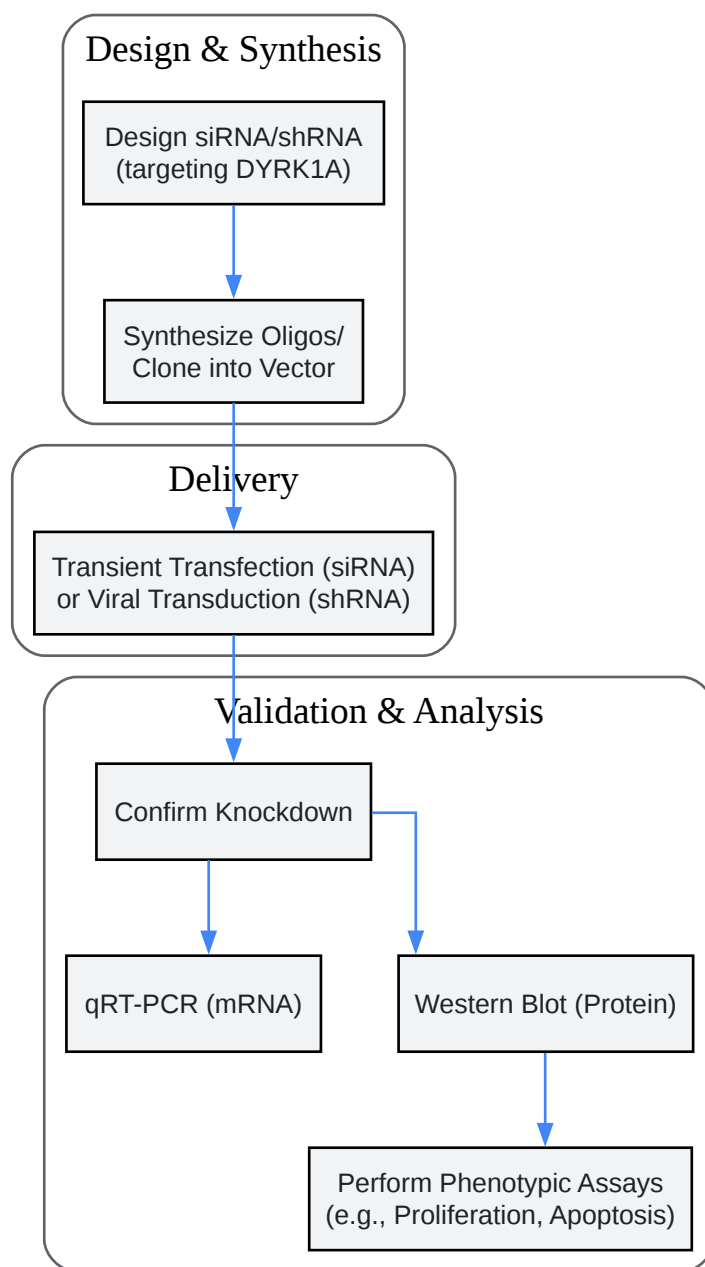 Design & Synthesis
Design siRNA/shRNA
(targeting DYRK1A)
Synthesize Oligos/
Clone into Vector
Delivery
Transient Transfection (siRNA)
or Viral Transduction (shRNA)
Validation & Analysis
Confirm Knockdown
qRT-PCR (mRNA)
Western Blot (Protein)
Perform Phenotypic Assays
(e.g., Proliferation, Apoptosis)